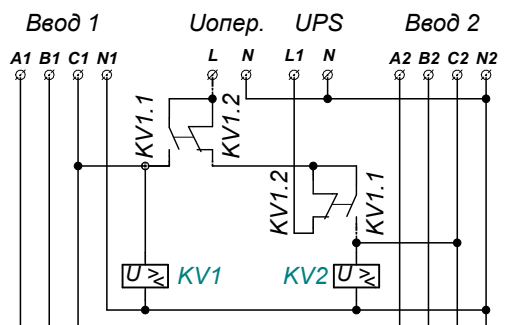 Ввод 1 Uопер. UPS Ввод 2
A1 B1 C1 N1 L N L1 N A2 B2 C2 N2
KV1.1
KV1.2
KV1.2
KV1.1
U >< KV1 KV2 U ><